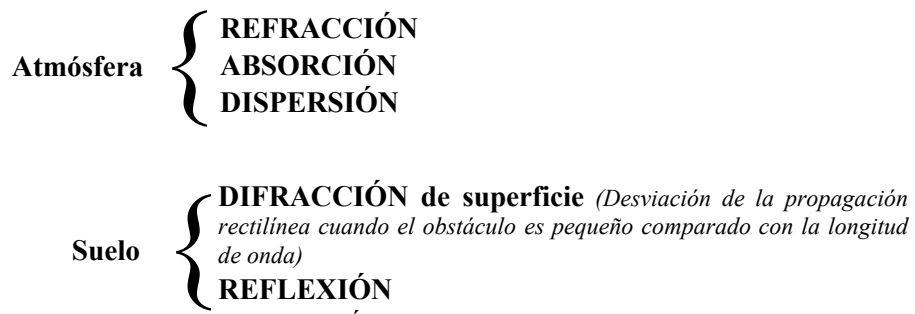 REFRACCIÓN
Atmósfera
ABSORCIÓN
DISPERSIÓN
DIFRACCIÓN de superficie (Desviación de la propagación
rectilínea cuando el obstáculo es pequeño comparado con la longitud
Suelo
de onda)
REFLEXIÓN